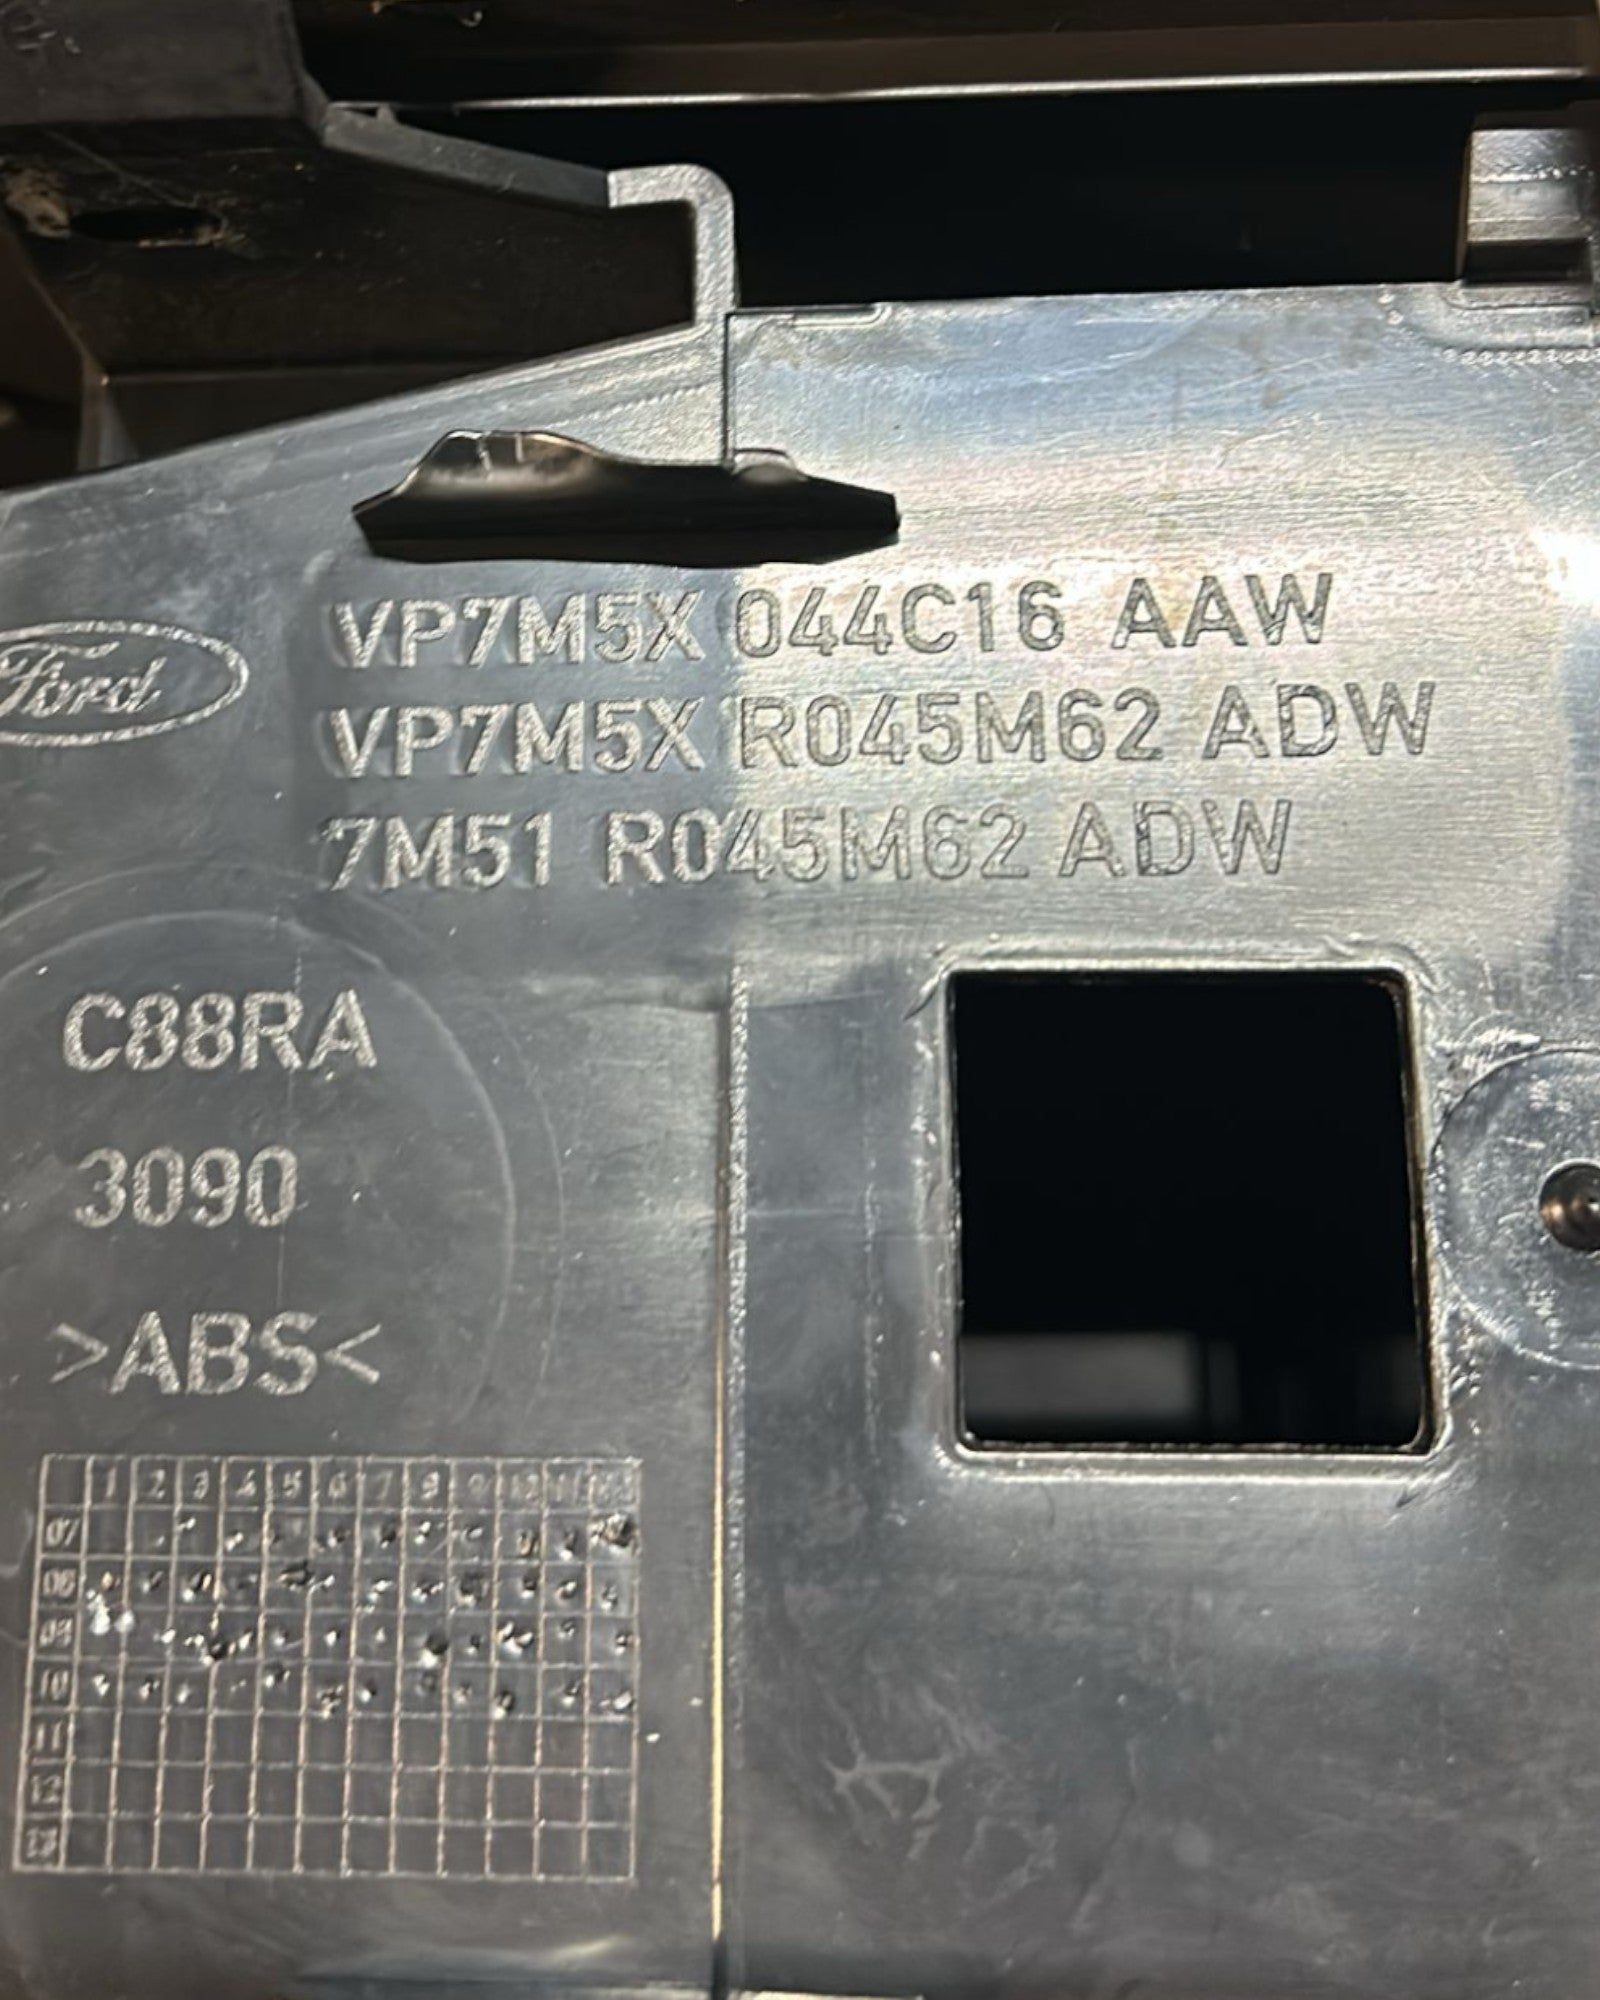 VP7M5X 044C16 AAW
Ford
VP7M5X R045M62 ADW
7M51 R045M62 ADW
C88RA
3090
>ABS<
1 2 3 4 5 6 7 8 9 10 11 12
07
08
09
10
11
12
13